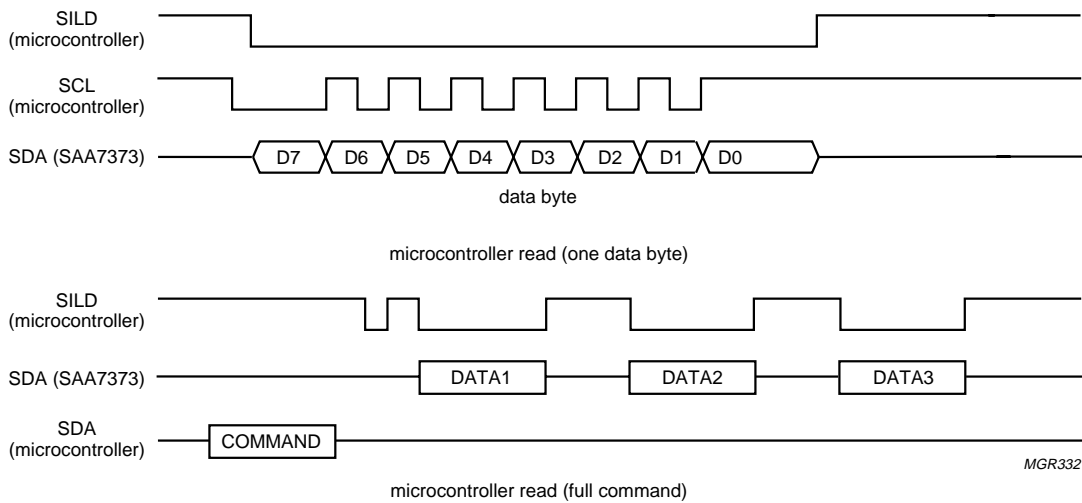 SILD
(microcontroller)
SCL
(microcontroller)
SDA (SAA7373)
D7 D6 D5 D4 D3 D2 D1 D0
data byte
microcontroller read (one data byte)
SILD
(microcontroller)
SDA (SAA7373)
DATA1 DATA2 DATA3
SDA
(microcontroller)
COMMAND
MGR332
microcontroller read (full command)